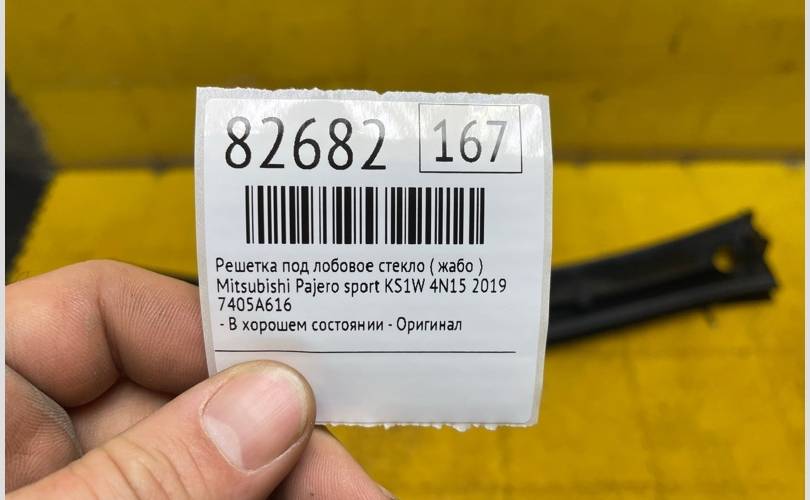 82682 167
Решетка под лобовое стекло ( жабо )
Mitsubishi Pajero sport KS1W 4N15 2019
7405A616
- В хорошем состоянии - Оригинал